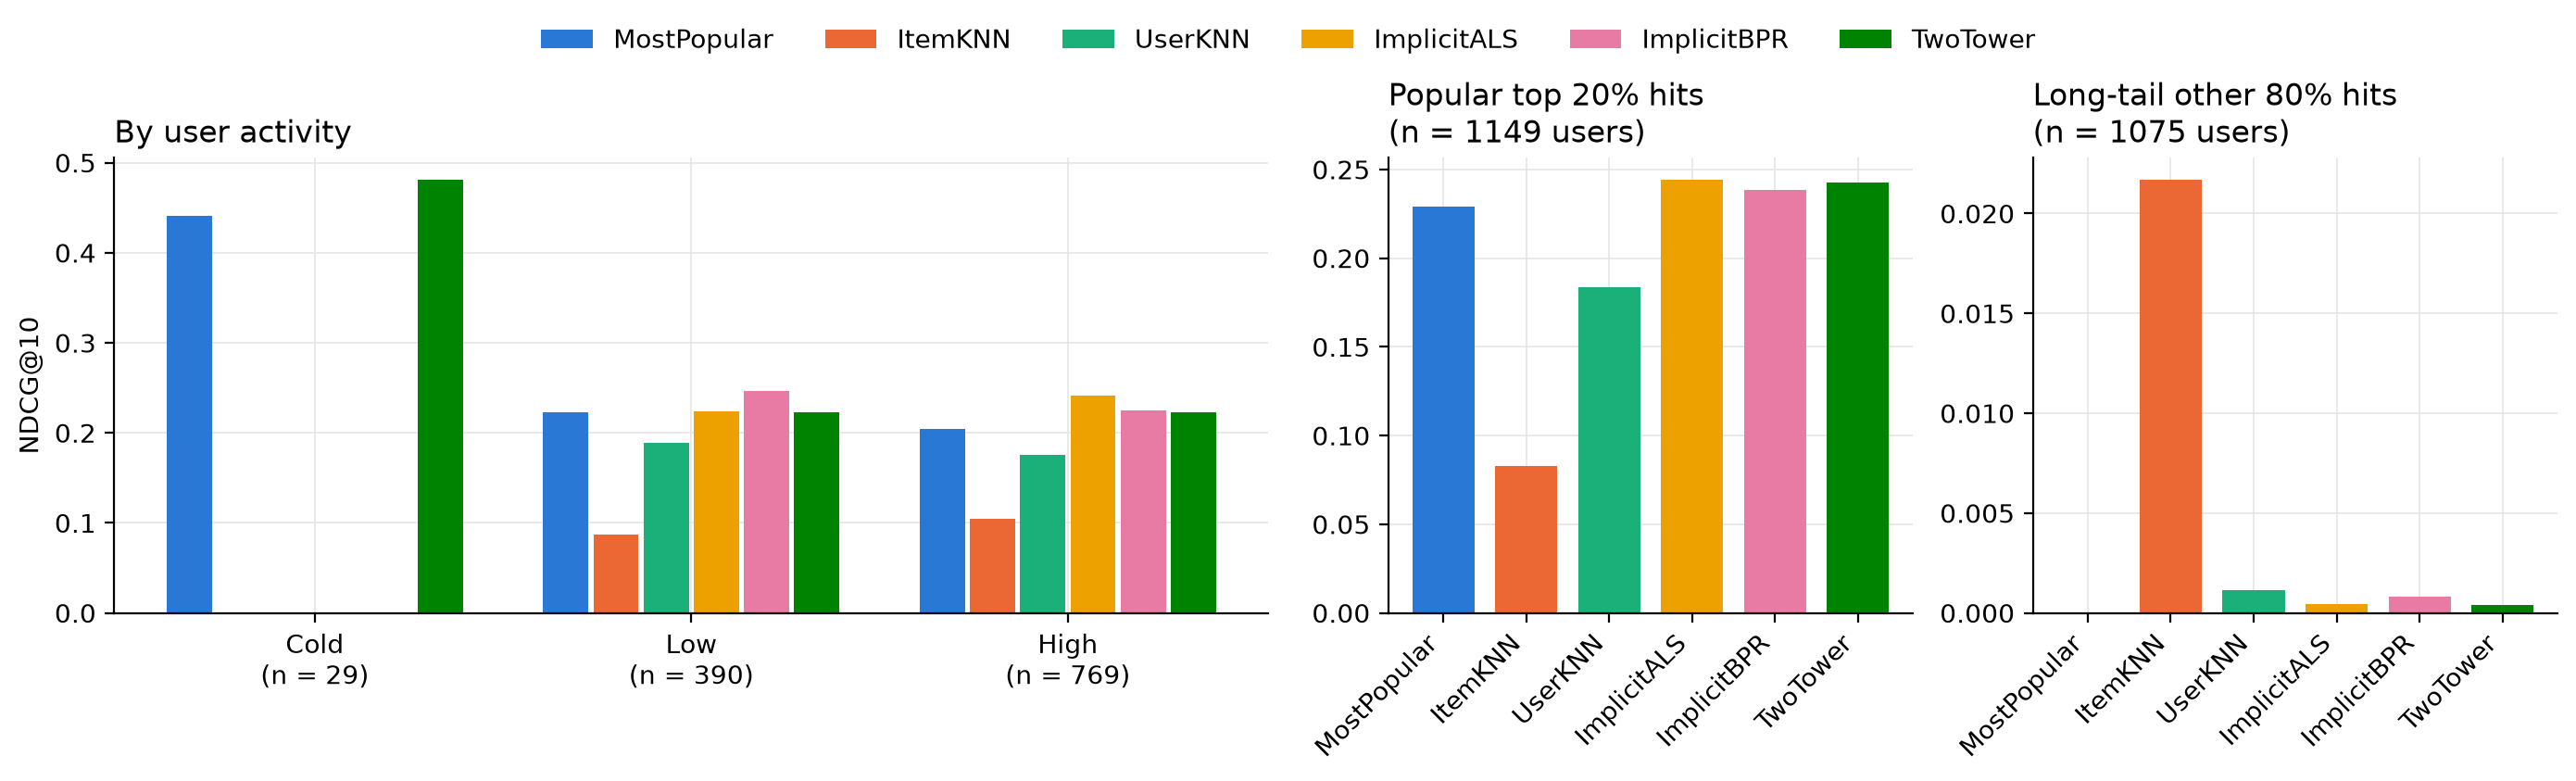 MostPopular ItemKNN UserKNN ImplicitALS ImplicitBPR TwoTower
By user activity
NDCG@10
0.5
0.4
0.3
0.2
0.1
0.0
Cold
(n = 29)
Low
(n = 390)
High
(n = 769)
Popular top 20% hits
(n = 1149 users)
0.25
0.20
0.15
0.10
0.05
0.00
MostPopular
ItemKNN
UserKNN
ImplicitALS
ImplicitBPR
TwoTower
Long-tail other 80% hits
(n = 1075 users)
0.020
0.015
0.010
0.005
0.000
MostPopular
ItemKNN
UserKNN
ImplicitALS
ImplicitBPR
TwoTower